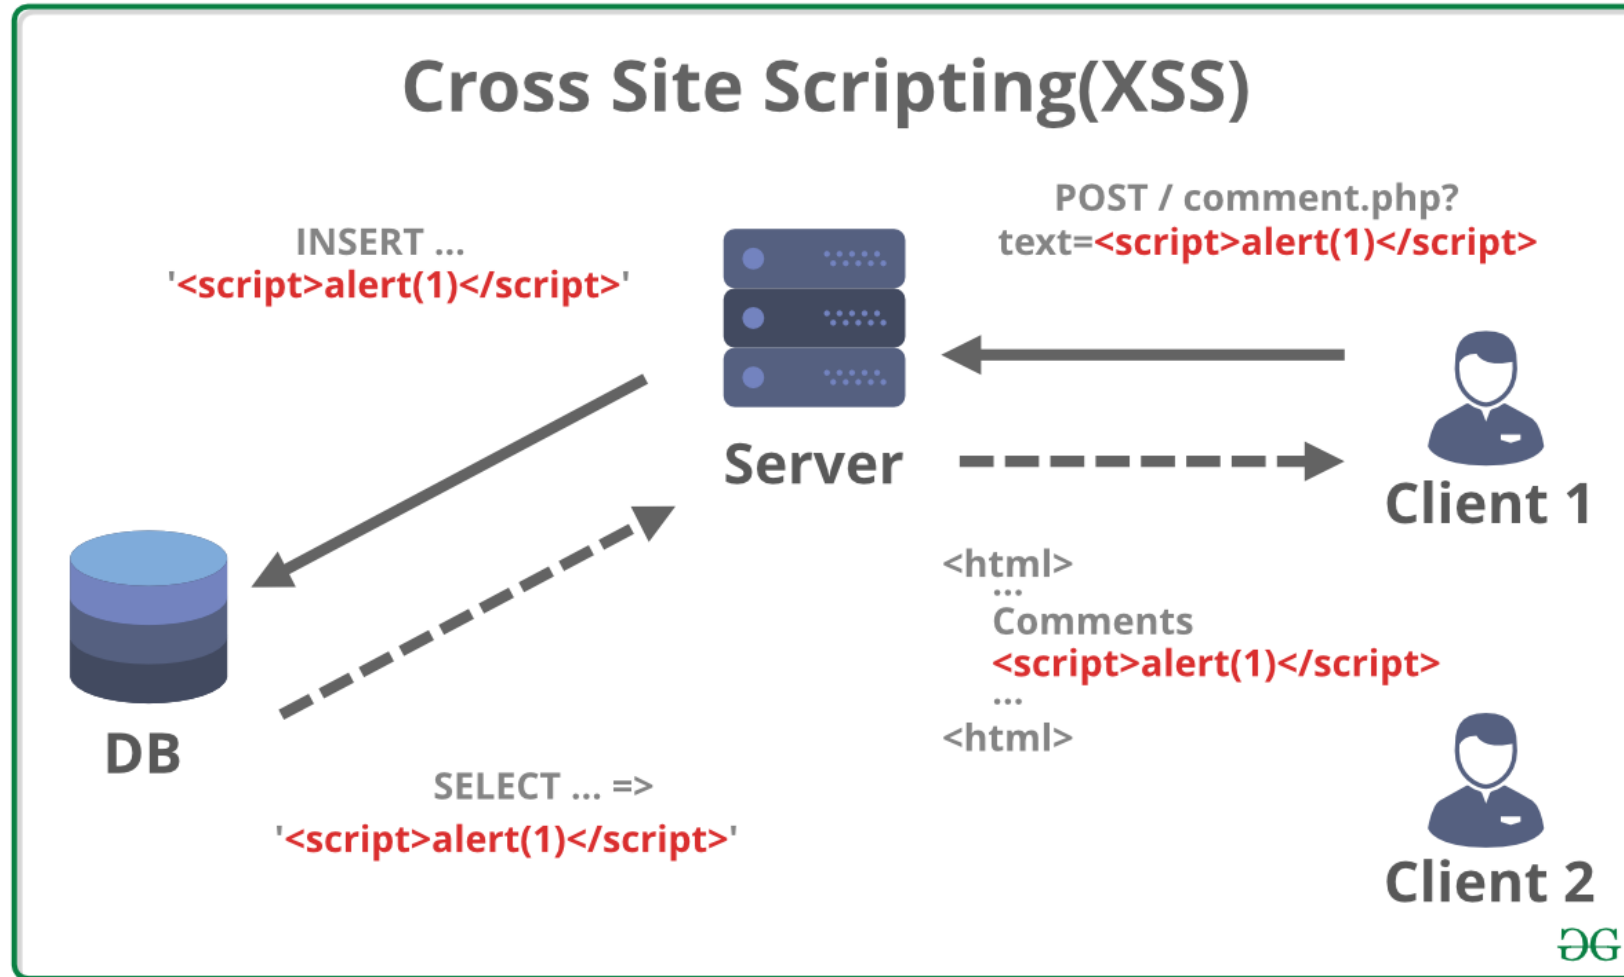 Cross Site Scripting(XSS)
POST / comment.php?
text=<script>alert(1)</script>
INSERT ...
'<script>alert(1)</script>'
Server
Client 1
<html>
...
Comments
<script>alert(1)</script>
...
<html>
DB
SELECT ... =>
'<script>alert(1)</script>'
Client 2